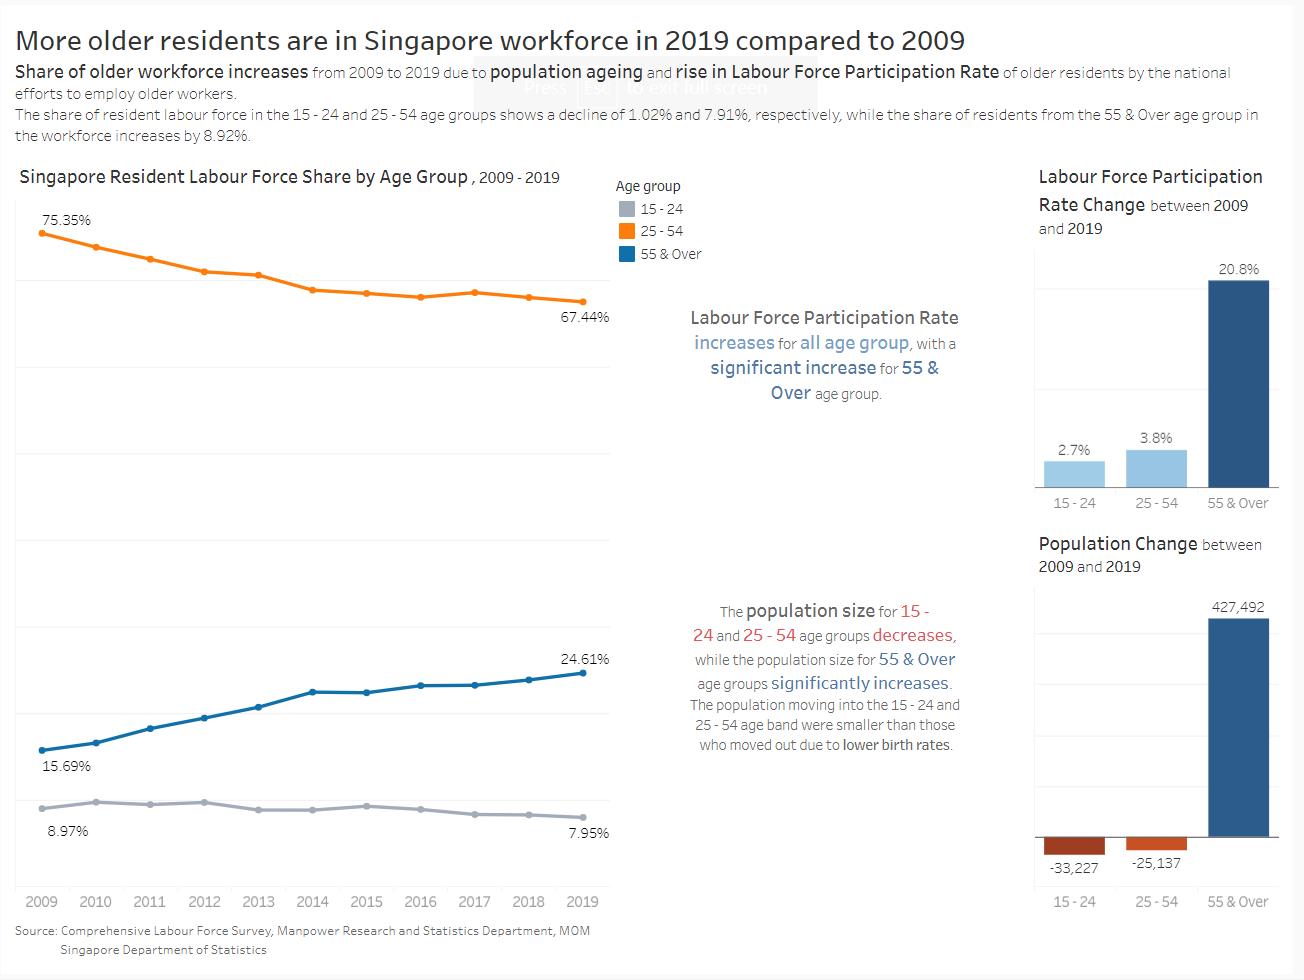 More older residents are in Singapore workforce in 2019 compared to 2009
Share of older workforce increases from 2009 to 2019 due to population ageing and rise in Labour Force Participation Rate of older residents by the national
efforts to employ older workers.
Press Esc to exit full screen
The share of resident labour force in the 15 - 24 and 25 - 54 age groups shows a decline of 1.02% and 7.91%, respectively, while the share of residents from the 55 & Over age group in
the workforce increases by 8.92%.
Singapore Resident Labour Force Share by Age Group , 2009 - 2019
75.35%
67.44%
24.61%
15.69%
8.97%
7.95%
2009 2010 2011 2012 2013 2014 2015 2016 2017 2018 2019
Source: Comprehensive Labour Force Survey, Manpower Research and Statistics Department, MOM
Singapore Department of Statistics
Age group
15 - 24
25 - 54
55 & Over
Labour Force Participation Rate
increases for all age group, with a
significant increase for 55 &
Over age group.
The population size for 15 -
24 and 25 - 54 age groups decreases,
while the population size for 55 & Over
age groups significantly increases.
The population moving into the 15 - 24 and
25 - 54 age band were smaller than those
who moved out due to lower birth rates.
Labour Force Participation
Rate Change between 2009
and 2019
20.8%
3.8%
2.7%
15 - 24 25 - 54 55 & Over
Population Change between
2009 and 2019
427,492
-33,227 -25,137
15 - 24 25 - 54 55 & Over